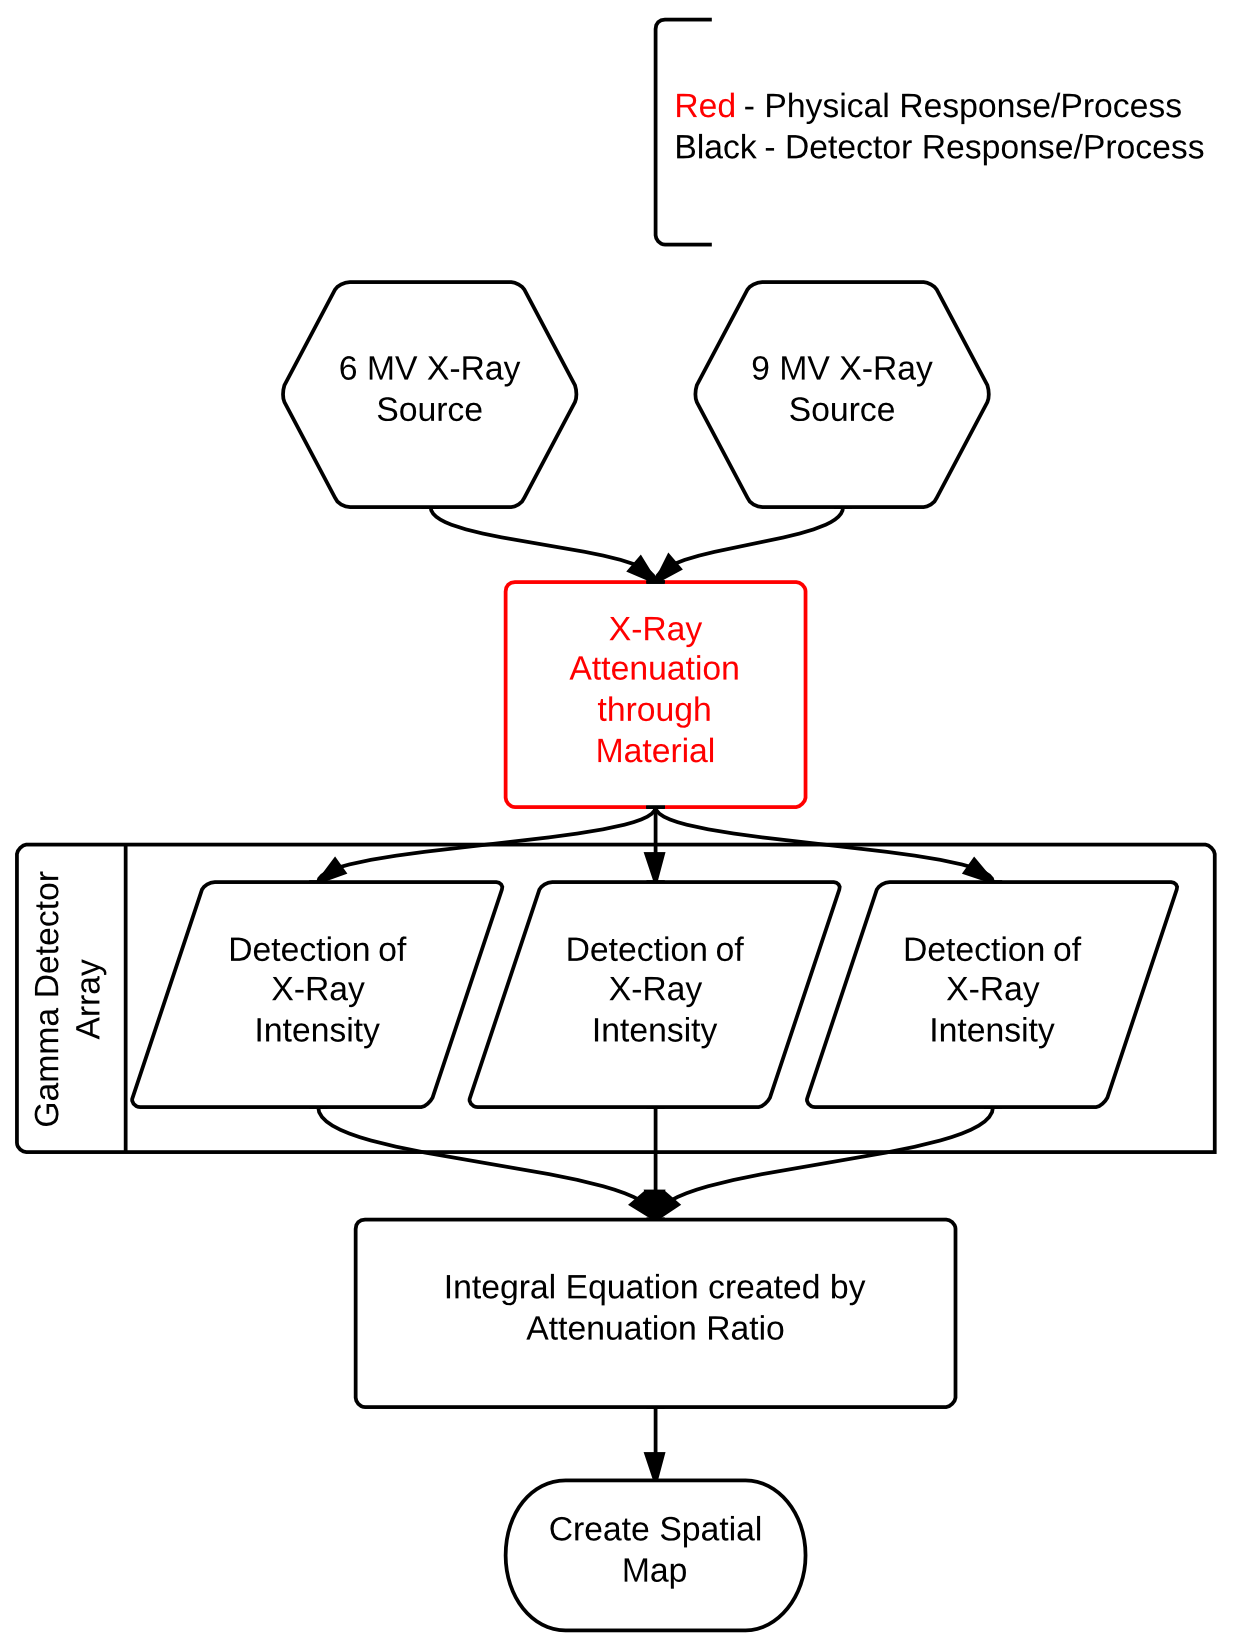 Red - Physical Response/Process
Black - Detector Response/Process
6 MV X-Ray
Source
9 MV X-Ray
Source
X-Ray
Attenuation
through
Material
Gamma Detector
Array
Detection of
X-Ray
Intensity
Detection of
X-Ray
Intensity
Detection of
X-Ray
Intensity
Integral Equation created by
Attenuation Ratio
Create Spatial
Map